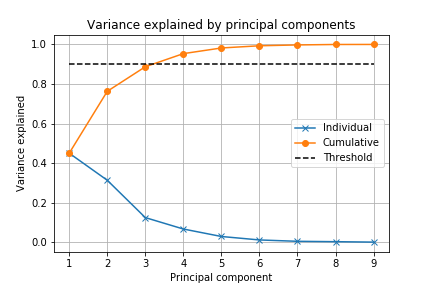 Variance explained by principal components
Variance explained
1.0
0.8
0.6
0.4
0.2
0.0
Individual
Cumulative
Threshold
1 2 3 4 5 6 7 8 9
Principal component